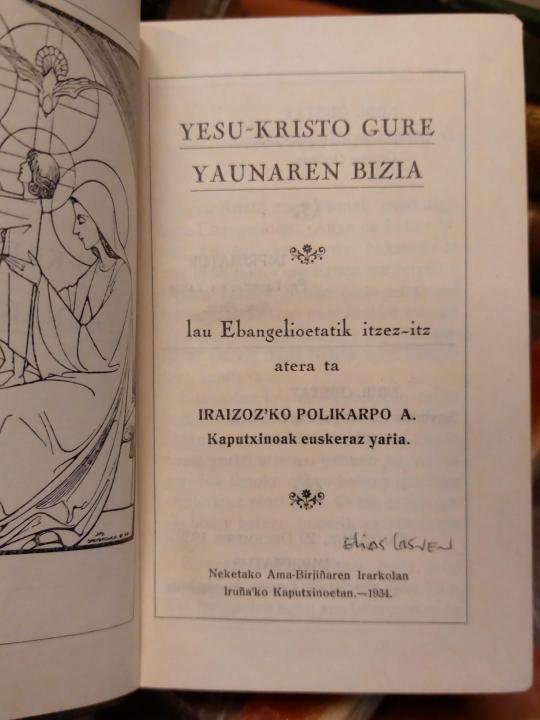 YESU-KRISTO GURE
YAUNAREN BIZIA
lau Ebangelioetatik itzez-itz
atera ta
IRAIZOZ'KO POLIKARPO A.
Kaputxinoak euskeraz yaŕia.
Neketako Ama-Birjiñaren Irarkolan
Iruña'ko Kaputxinoetan.—1934.